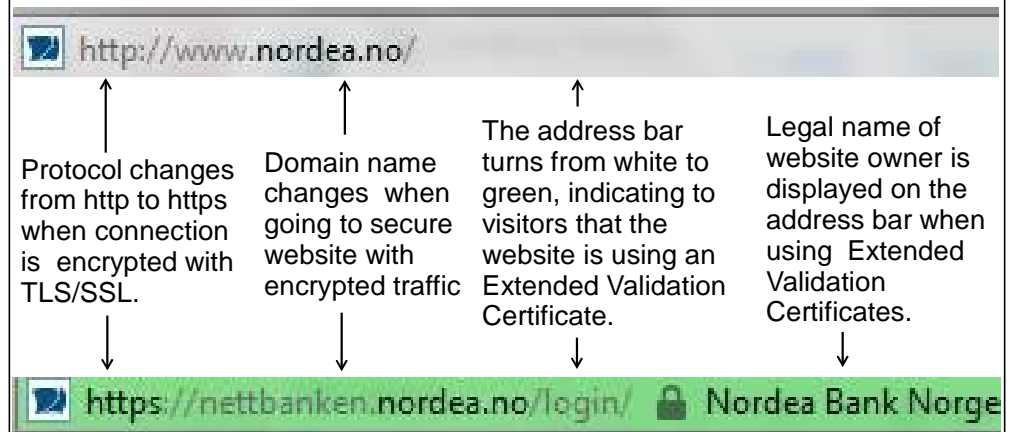 http://www.nordea.no/
Protocol changes
from http to https
when connection
is encrypted with
TLS/SSL.
Domain name
changes when
going to secure
website with
encrypted traffic
The address bar
turns from white to
green, indicating to
visitors that the
website is using an
Extended Validation
Certificate.
Legal name of
website owner is
displayed on the
address bar when
using Extended
Validation
Certificates.
https://nettbanken.nordea.no/login/ Nordea Bank Norge